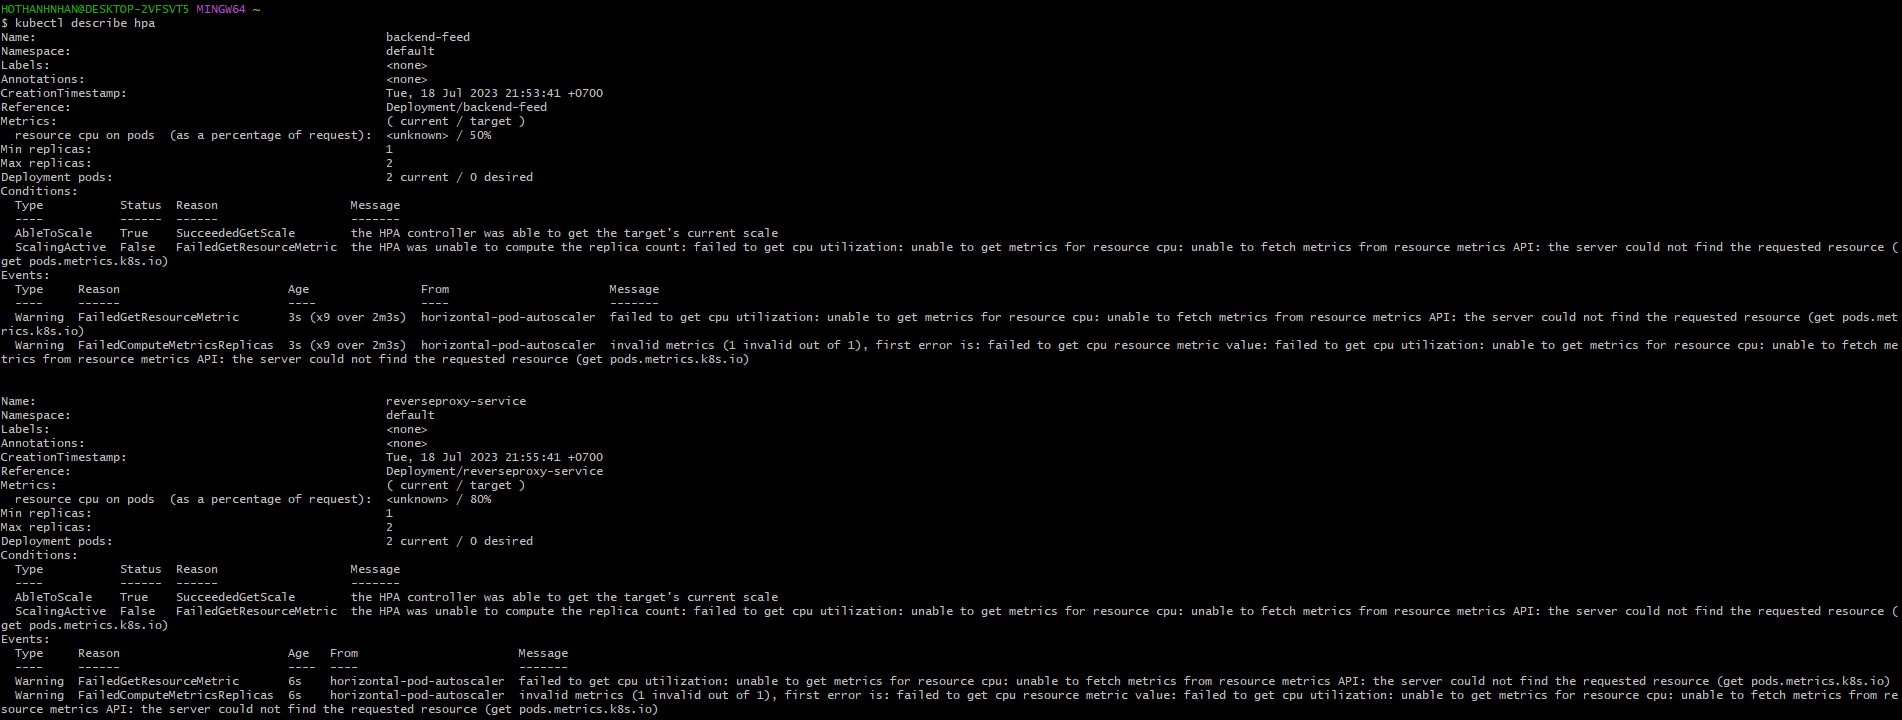 HOTHANHNHAN@DESKTOP-2VFSVT5 MINGW64 ~
$ kubectl describe hpa
Name:                                                  backend-feed
Namespace:                                             default
Labels:                                                <none>
Annotations:                                           <none>
CreationTimestamp:                                     Tue, 18 Jul 2023 21:53:41 +0700
Reference:                                             Deployment/backend-feed
Metrics:                                               ( current / target )
  resource cpu on pods  (as a percentage of request):  <unknown> / 50%
Min replicas:                                          1
Max replicas:                                          2
Deployment pods:                                       2 current / 0 desired
Conditions:
  Type           Status  Reason                   Message
  ----           ------  ------                   -------
  AbleToScale    True    SucceededGetScale        the HPA controller was able to get the target's current scale
  ScalingActive  False   FailedGetResourceMetric  the HPA was unable to compute the replica count: failed to get cpu utilization: unable to get metrics for resource cpu: unable to fetch metrics from resource metrics API: the server could not find the requested resource (
get pods.metrics.k8s.io)
Events:
  Type     Reason                        Age                From                       Message
  ----     ------                        ----               ----                       -------
  Warning  FailedGetResourceMetric       3s (x9 over 2m3s)  horizontal-pod-autoscaler  failed to get cpu utilization: unable to get metrics for resource cpu: unable to fetch metrics from resource metrics API: the server could not find the requested resource (get pods.met
rics.k8s.io)
  Warning  FailedComputeMetricsReplicas  3s (x9 over 2m3s)  horizontal-pod-autoscaler  invalid metrics (1 invalid out of 1), first error is: failed to get cpu resource metric value: failed to get cpu utilization: unable to get metrics for resource cpu: unable to fetch me
trics from resource metrics API: the server could not find the requested resource (get pods.metrics.k8s.io)
Name:                                                  reverseproxy-service
Namespace:                                             default
Labels:                                                <none>
Annotations:                                           <none>
CreationTimestamp:                                     Tue, 18 Jul 2023 21:55:41 +0700
Reference:                                             Deployment/reverseproxy-service
Metrics:                                               ( current / target )
  resource cpu on pods  (as a percentage of request):  <unknown> / 80%
Min replicas:                                          1
Max replicas:                                          2
Deployment pods:                                       2 current / 0 desired
Conditions:
  Type           Status  Reason                   Message
  ----           ------  ------                   -------
  AbleToScale    True    SucceededGetScale        the HPA controller was able to get the target's current scale
  ScalingActive  False   FailedGetResourceMetric  the HPA was unable to compute the replica count: failed to get cpu utilization: unable to get metrics for resource cpu: unable to fetch metrics from resource metrics API: the server could not find the requested resource (
get pods.metrics.k8s.io)
Events:
  Type     Reason                        Age   From                       Message
  ----     ------                        ----  ----                       -------
  Warning  FailedGetResourceMetric       6s    horizontal-pod-autoscaler  failed to get cpu utilization: unable to get metrics for resource cpu: unable to fetch metrics from resource metrics API: the server could not find the requested resource (get pods.metrics.k8s.io)
  Warning  FailedComputeMetricsReplicas  6s    horizontal-pod-autoscaler  invalid metrics (1 invalid out of 1), first error is: failed to get cpu resource metric value: failed to get cpu utilization: unable to get metrics for resource cpu: unable to fetch metrics from re
source metrics API: the server could not find the requested resource (get pods.metrics.k8s.io)